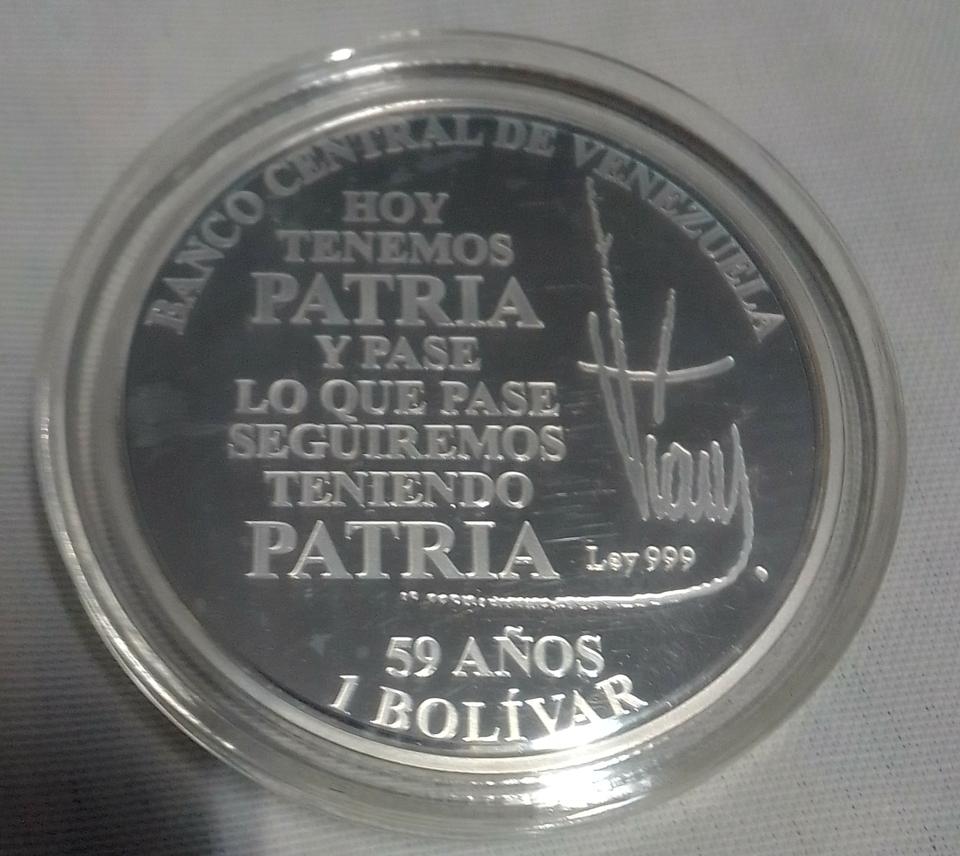 BANCO CENTRAL DE VENEZUELA
HOY
TENEMOS
PATRIA
Y PASE
LO QUE PASE
SEGUIREMOS
TENIENDO
PATRIA
Ley 999
59 AÑOS
1 BOLÍVAR